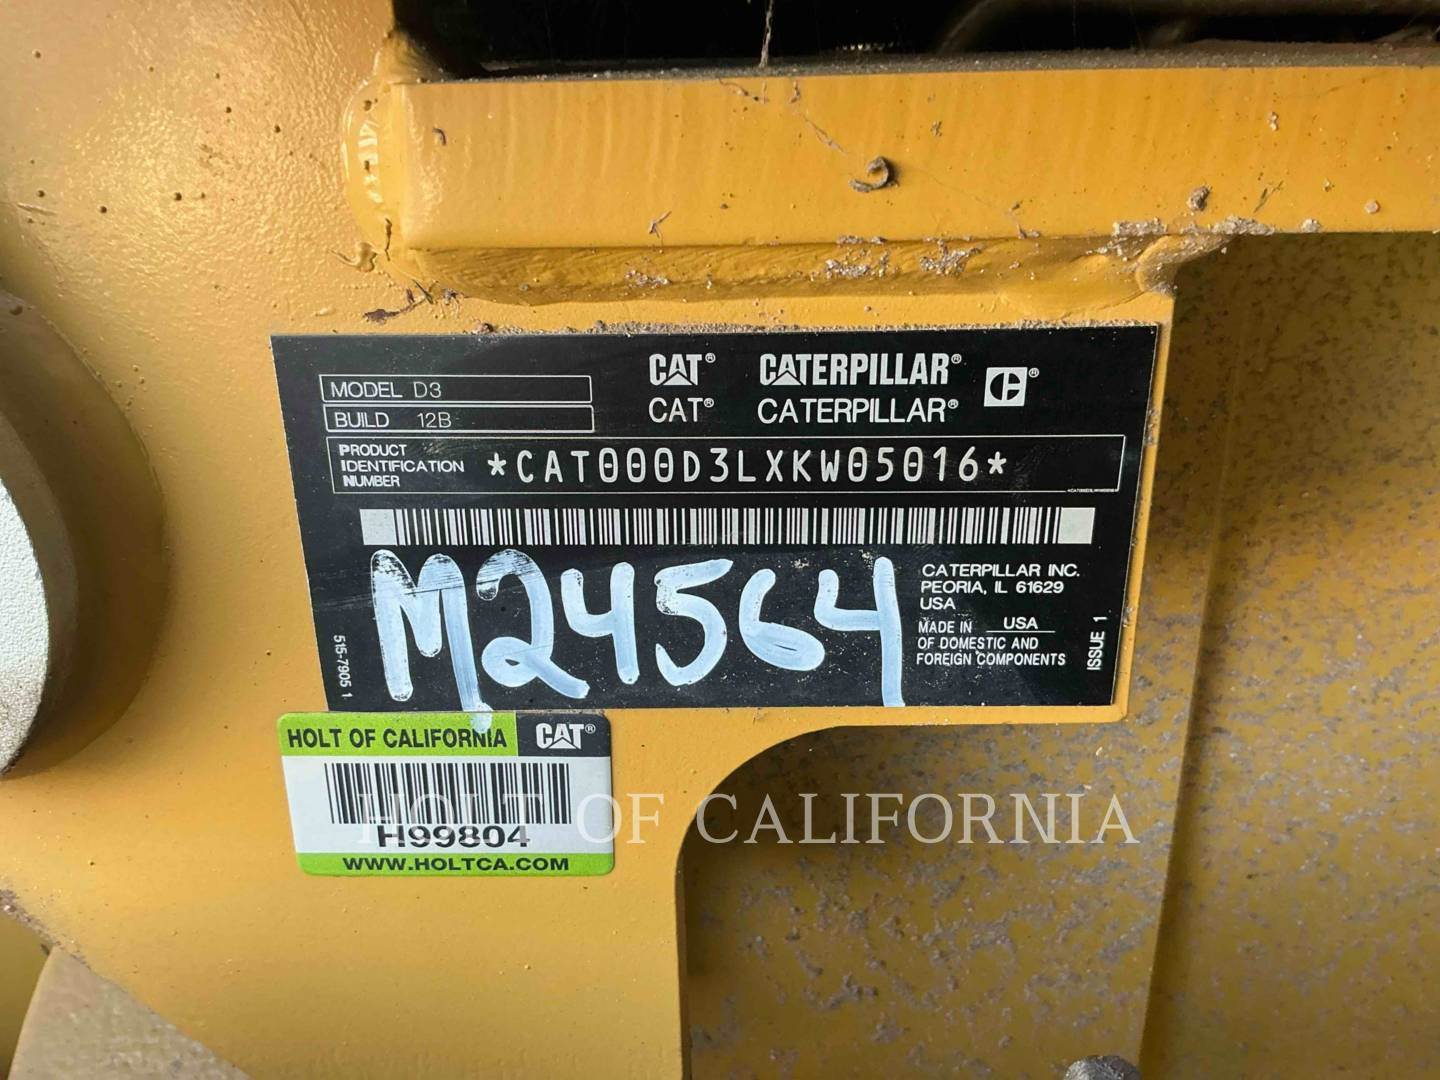 MODEL D3
BUILD 12B
CAT® CATERPILLAR®
CAT® CATERPILLAR®
PRODUCT IDENTIFICATION NUMBER
*CAT000D3LXKW05016*
M24564
CATERPILLAR INC.
PEORIA, IL 61629
USA
MADE IN USA
OF DOMESTIC AND
FOREIGN COMPONENTS
ISSUE 1
515-7905 1
HOLT OF CALIFORNIA CAT®
H99804
WWW.HOLTCA.COM
HOLT OF CALIFORNIA